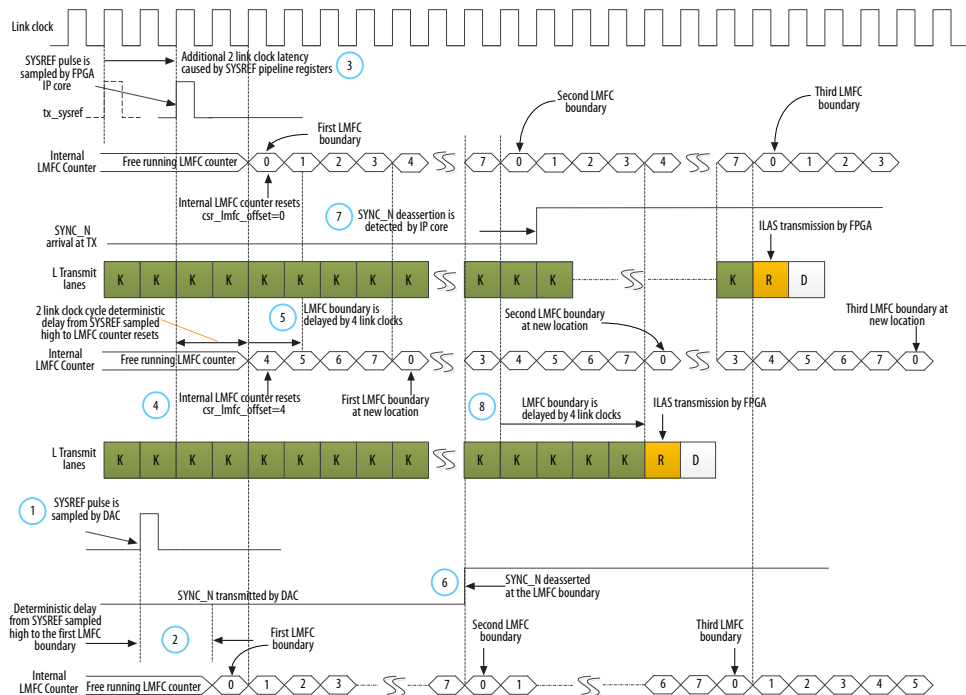 Link clock
SYSREF pulse is
sampled by FPGA
IP core
Additional 2 link clock latency
caused by SYSREF pipeline registers
3
tx_sysref
First LMFC
boundary
Second LMFC
boundary
Third LMFC
boundary
Internal
LMFC Counter
Free running LMFC counter 0 1 2 3 4 7 0 1 2 3 4 7 0 1 2 3
Internal LMFC counter resets
csr_lmfc_offset=0
7
SYNC_N deassertion is
detected by IP core
SYNC_N
arrival at TX
ILAS transmission by FPGA
L Transmit
lanes
K K K K K K K K K K K K K R D
2 link clock cycle deterministic
delay from SYSREF sampled
high to LMFC counter resets
5
LMFC boundary is
delayed by 4 link clocks
Second LMFC boundary
at new location
Third LMFC boundary at
new location
Internal
LMFC Counter
Free running LMFC counter 4 5 6 7 0 3 4 5 6 7 0 3 4 5 6 7 0
4
Internal LMFC counter resets
csr_lmfc_offset=4
First LMFC boundary
at new location
8
LMFC boundary is
delayed by 4 link clocks
ILAS transmission by FPGA
L Transmit
lanes
K K K K K K K K K K K K K K R D
1
SYSREF pulse is
sampled by DAC
6
SYNC_N deasserted
at the LMFC boundary
SYNC_N transmitted by DAC
Deterministic delay
from SYSREF sampled
high to the first LMFC
boundary
2
First LMFC
boundary
Second LMFC
boundary
Third LMFC
boundary
Internal
LMFC Counter
Free running LMFC counter 0 1 2 3 7 0 1 6 7 0 1 2 3 4 5